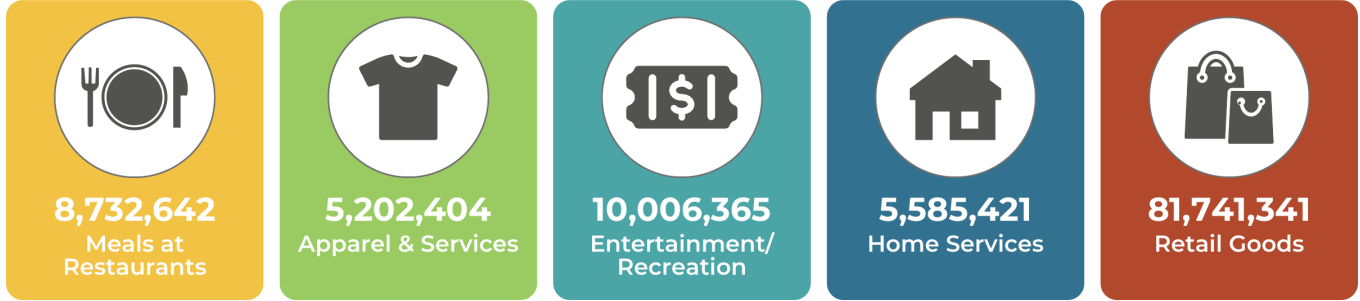 8,732,642
Meals at
Restaurants
5,202,404
Apparel & Services
$
10,006,365
Entertainment/
Recreation
5,585,421
Home Services
81,741,341
Retail Goods